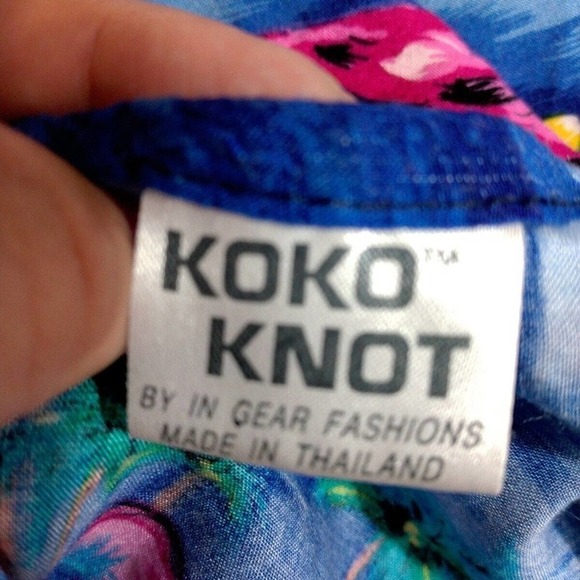 KOKO™
KNOT
BY IN GEAR FASHIONS
MADE IN THAILAND